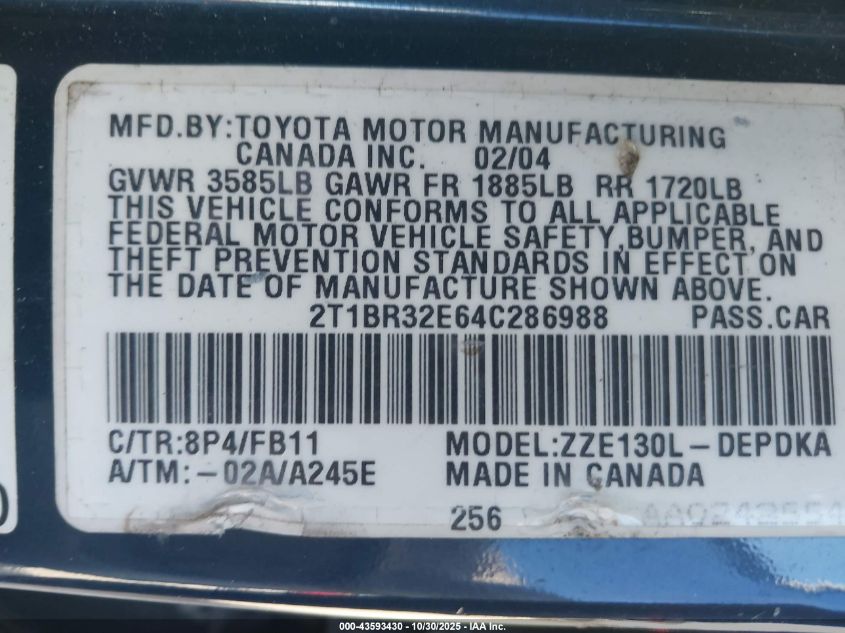 MFD.BY:TOYOTA MOTOR MANUFACTURING
CANADA INC. 02/04
GVWR 3585LB GAWR FR 1885LB RR 1720LB
THIS VEHICLE CONFORMS TO ALL APPLICABLE
FEDERAL MOTOR VEHICLE SAFETY,BUMPER, AND
THEFT PREVENTION STANDARDS IN EFFECT ON
THE DATE OF MANUFACTURE SHOWN ABOVE.
2T1BR32E64C286988 PASS.CAR
C/TR:8P4/FB11 MODEL:ZZE130L-DEPDKA
A/TM:-02A/A245E MADE IN CANADA
256
000-43593430 - 10/30/2025 - IAA Inc.